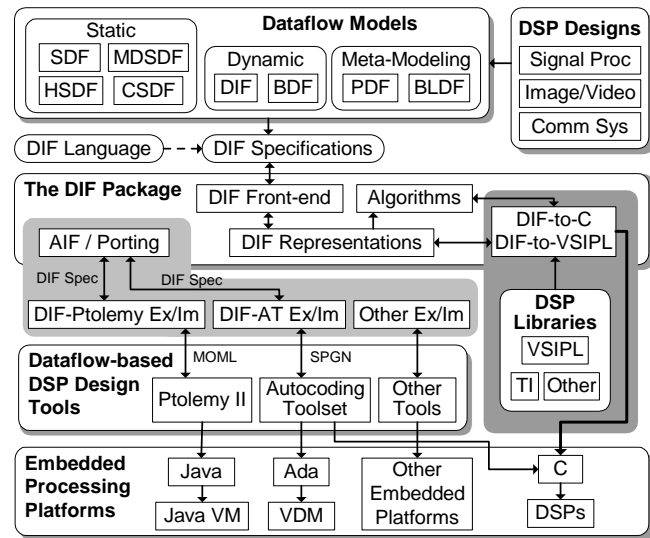 Dataflow Models
Static
SDF
MDSDF
HSDF
CSDF
Dynamic
DIF
BDF
Meta-Modeling
PDF
BLDF
DSP Designs
Signal Proc
Image/Video
Comm Sys
DIF Language
DIF Specifications
The DIF Package
DIF Front-end
Algorithms
DIF Representations
DIF-to-C
DIF-to-VSIPL
AIF / Porting
DIF Spec
DIF Spec
DIF-Ptolemy Ex/Im
DIF-AT Ex/Im
Other Ex/Im
DSP
Libraries
VSIPL
TI
Other
Dataflow-based
DSP Design
Tools
MOML
SPGN
Ptolemy II
Autocoding
Toolset
Other
Tools
Embedded
Processing
Platforms
Java
Java VM
Ada
VDM
Other
Embedded
Platforms
C
DSPs